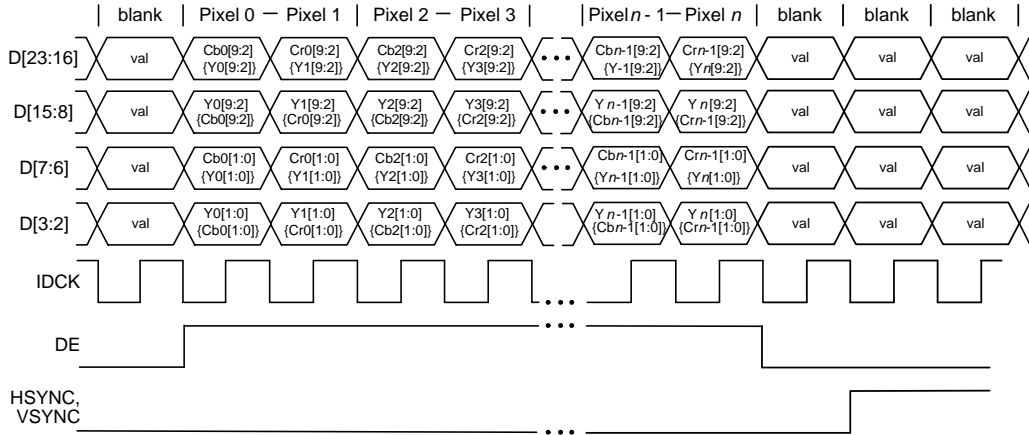 blank Pixel 0 — Pixel 1 Pixel 2 — Pixel 3 Pixel n - 1 — Pixel n blank blank blank
D[23:16] val Cb0[9:2] {Y0[9:2]} Cr0[9:2] {Y1[9:2]} Cb2[9:2] {Y2[9:2]} Cr2[9:2] {Y3[9:2]} • • • Cbn-1[9:2] {Y-1[9:2]} Crn-1[9:2] {Yn[9:2]} val val val
D[15:8] val Y0[9:2] {Cb0[9:2]} Y1[9:2] {Cr0[9:2]} Y2[9:2] {Cb2[9:2]} Y3[9:2] {Cr2[9:2]} • • • Y n-1[9:2] {Cbn-1[9:2]} Y n[9:2] {Crn-1[9:2]} val val val
D[7:6] val Cb0[1:0] {Y0[1:0]} Cr0[1:0] {Y1[1:0]} Cb2[1:0] {Y2[1:0]} Cr2[1:0] {Y3[1:0]} • • • Cbn-1[1:0] {Yn-1[1:0]} Crn-1[1:0] {Yn[1:0]} val val val
D[3:2] val Y0[1:0] {Cb0[1:0]} Y1[1:0] {Cr0[1:0]} Y2[1:0] {Cb2[1:0]} Y3[1:0] {Cr2[1:0]} Y n-1[1:0] {Cbn-1[1:0]} Y n[1:0] {Crn-1[1:0]} val val val
IDCK • • •
DE • • •
HSYNC,
VSYNC • • •